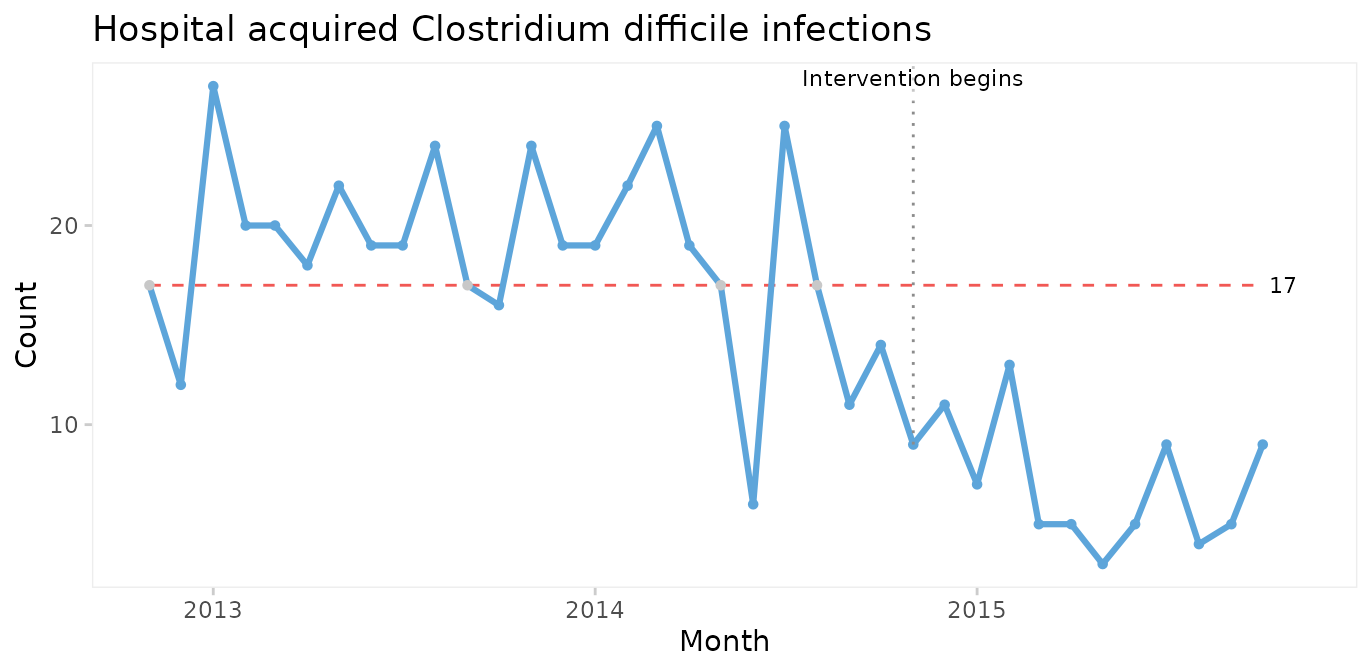 Hospital acquired Clostridium difficile infections
Intervention begins
20
17
Count
10
2013 2014 2015
Month